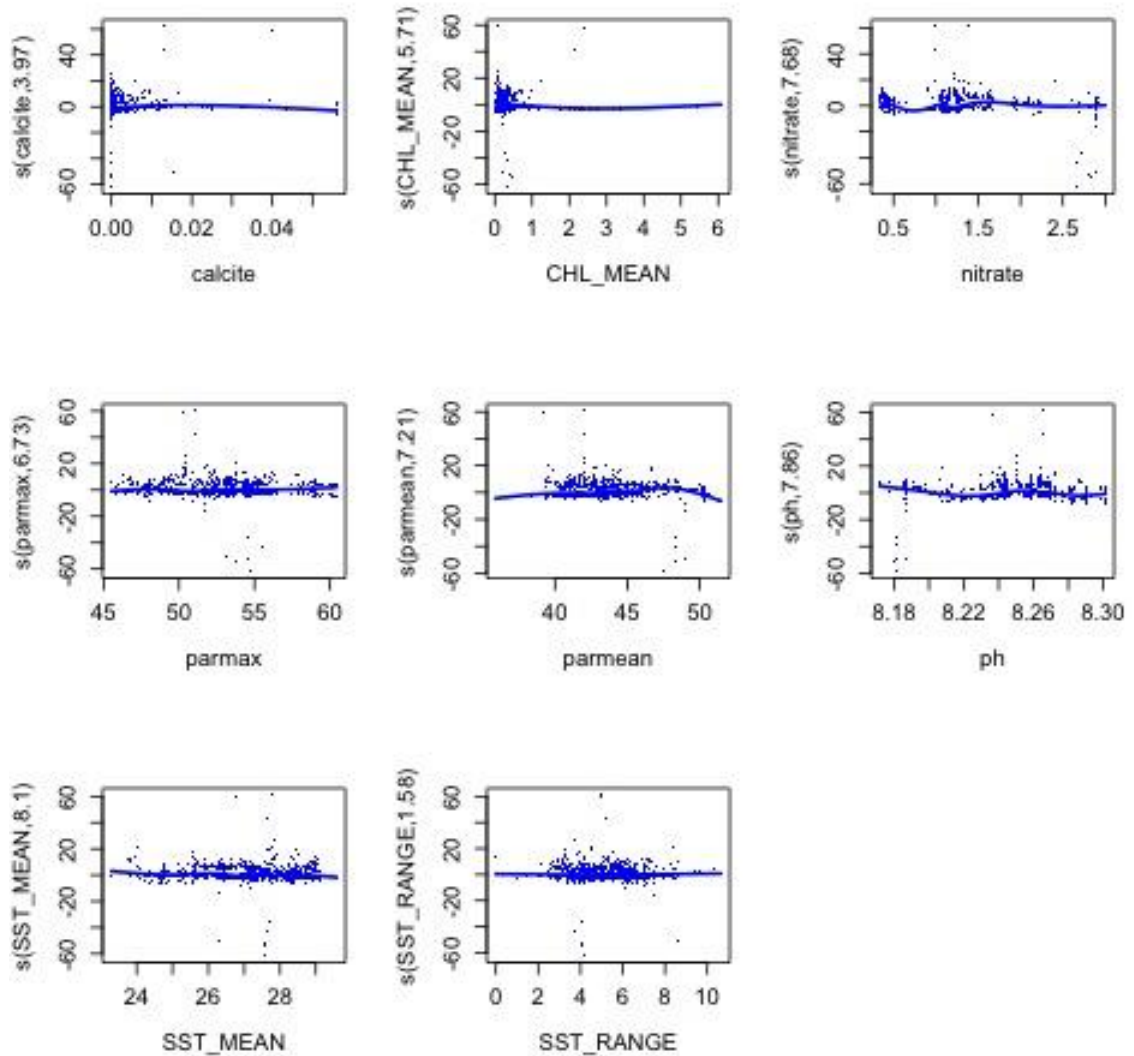 s(calcite,3.97)
40
0
-60
0.00 0.02 0.04
calcite
s(CHL_MEAN,5.71)
60
20
-20
-60
0 1 2 3 4 5 6
CHL_MEAN
s(nitrate,7.68)
40
0
-60
0.5 1.5 2.5
nitrate
s(parmax,6.73)
60
20
-20
-60
45 50 55 60
parmax
s(parmean,7.21)
60
20
-20
-60
40 45 50
parmean
s(ph,7.86)
60
20
-20
-60
8.18 8.22 8.26 8.30
ph
s(SST_MEAN,8.1)
60
20
-20
-60
24 26 28
SST_MEAN
s(SST_RANGE,1.58)
60
20
-20
-60
0 2 4 6 8 10
SST_RANGE